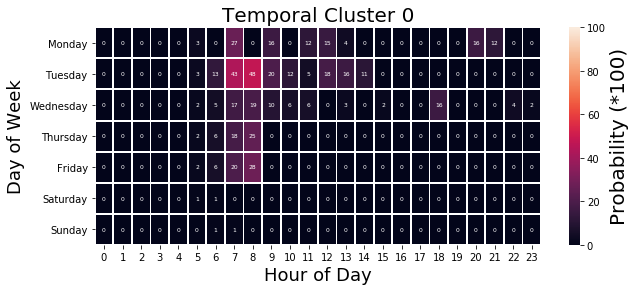 Temporal Cluster 0
Day of Week
Monday 0 0 0 0 0 3 0 27 0 16 0 12 15 4 0 0 0 0 0 0 16 12 0 0
Tuesday 0 0 0 0 0 3 13 43 48 20 12 5 18 16 11 0 0 0 0 0 0 0 0 0
Wednesday 0 0 0 0 0 2 5 17 19 10 6 6 0 3 0 2 0 0 16 0 0 0 4 2
Thursday 0 0 0 0 0 2 6 18 25 0 0 0 0 0 0 0 0 0 0 0 0 0 0 0
Friday 0 0 0 0 0 2 6 20 28 0 0 0 0 0 0 0 0 0 0 0 0 0 0 0
Saturday 0 0 0 0 0 1 1 0 0 0 0 0 0 0 0 0 0 0 0 0 0 0 0 0
Sunday 0 0 0 0 0 0 1 1 0 0 0 0 0 0 0 0 0 0 0 0 0 0 0 0
0 1 2 3 4 5 6 7 8 9 10 11 12 13 14 15 16 17 18 19 20 21 22 23
Hour of Day
100
80
60
40
20
0
Probability (*100)